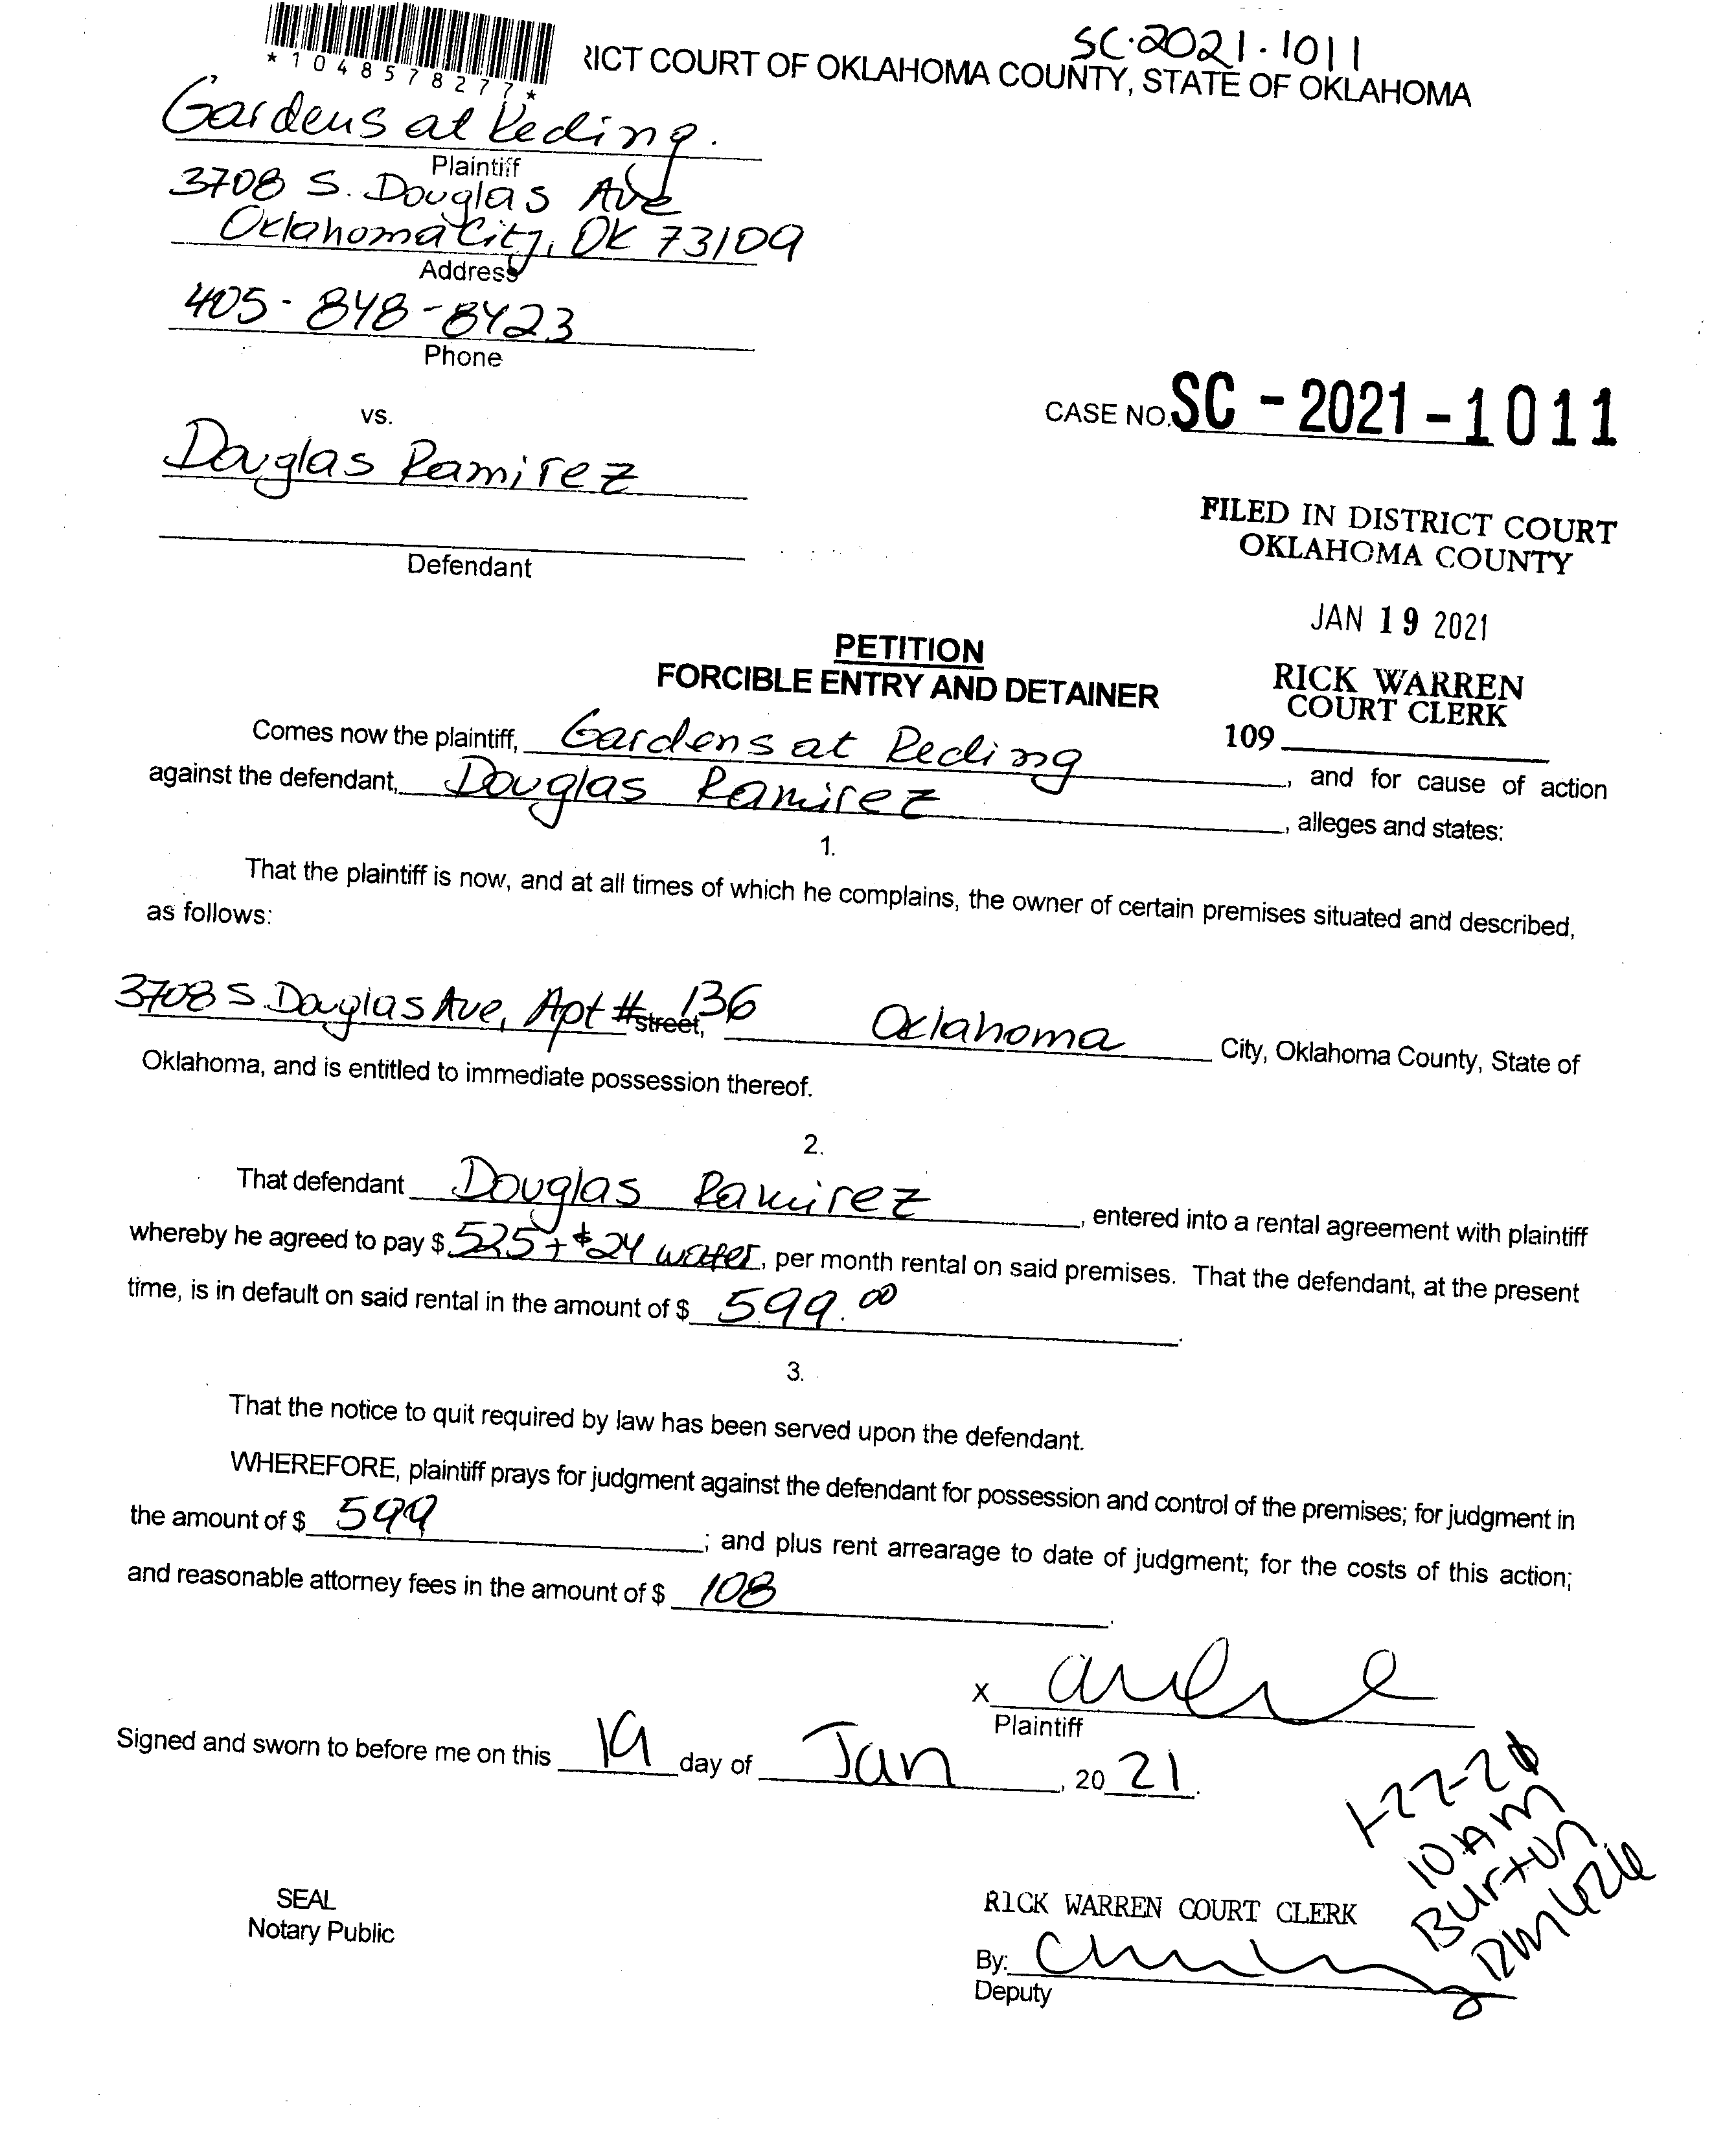 SC-2021-1011
*1048578277*
RICT COURT OF OKLAHOMA COUNTY, STATE OF OKLAHOMA
Gardens at Reding.
Plaintiff
3708 S. Douglas Ave
Oklahoma City, OK 73109
Address
405-848-8423
Phone
vs.
CASE NO. SC-2021-1011
Douglas Ramirez
Defendant
FILED IN DISTRICT COURT
OKLAHOMA COUNTY
JAN 19 2021
RICK WARREN
COURT CLERK
109
PETITION
FORCIBLE ENTRY AND DETAINER
Comes now the plaintiff, Gardens at Reding, and for cause of action
against the defendant, Douglas Ramirez, alleges and states:
1.
That the plaintiff is now, and at all times of which he complains, the owner of certain premises situated and described,
as follows:
3708 S. Douglas Ave, Apt #136 street, Oklahoma City, Oklahoma County, State of
Oklahoma, and is entitled to immediate possession thereof.
2.
That defendant Douglas Ramirez, entered into a rental agreement with plaintiff
whereby he agreed to pay $ 525 + $24 water, per month rental on said premises. That the defendant, at the present
time, is in default on said rental in the amount of $ 599.00.
3.
That the notice to quit required by law has been served upon the defendant.
WHEREFORE, plaintiff prays for judgment against the defendant for possession and control of the premises; for judgment in
the amount of $ 599; and plus rent arrearage to date of judgment; for the costs of this action;
and reasonable attorney fees in the amount of $ 108.
X
Plaintiff
Signed and sworn to before me on this 19 day of Jan, 2021.
1-22-2
10 AM
Burton
SEAL
Notary Public
RICK WARREN COURT CLERK
By:
Deputy